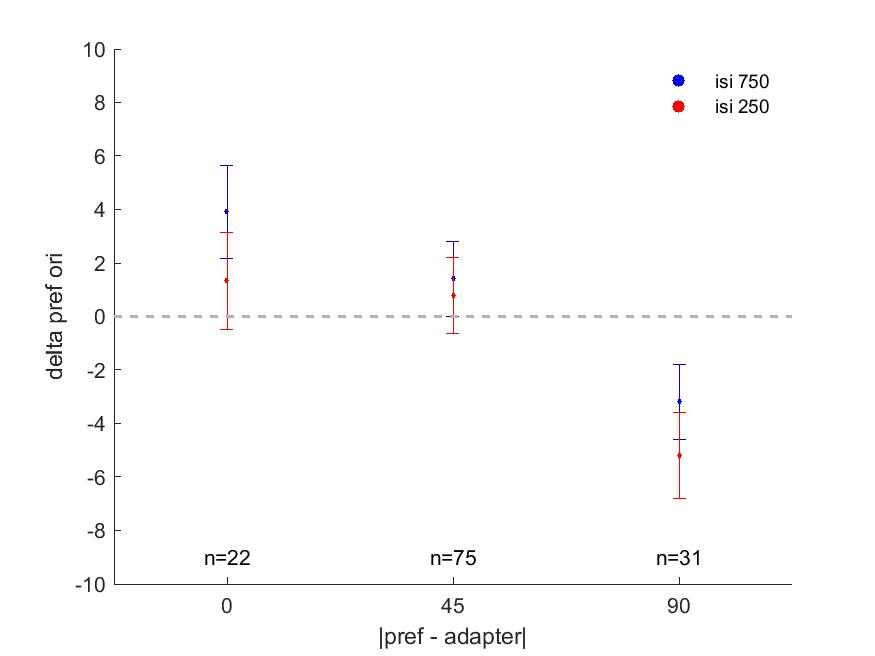 10
8
6
4
2
0
-2
-4
-6
-8
-10
delta pref ori
isi 750
isi 250
n=22
n=75
n=31
0
45
90
|pref - adapter|